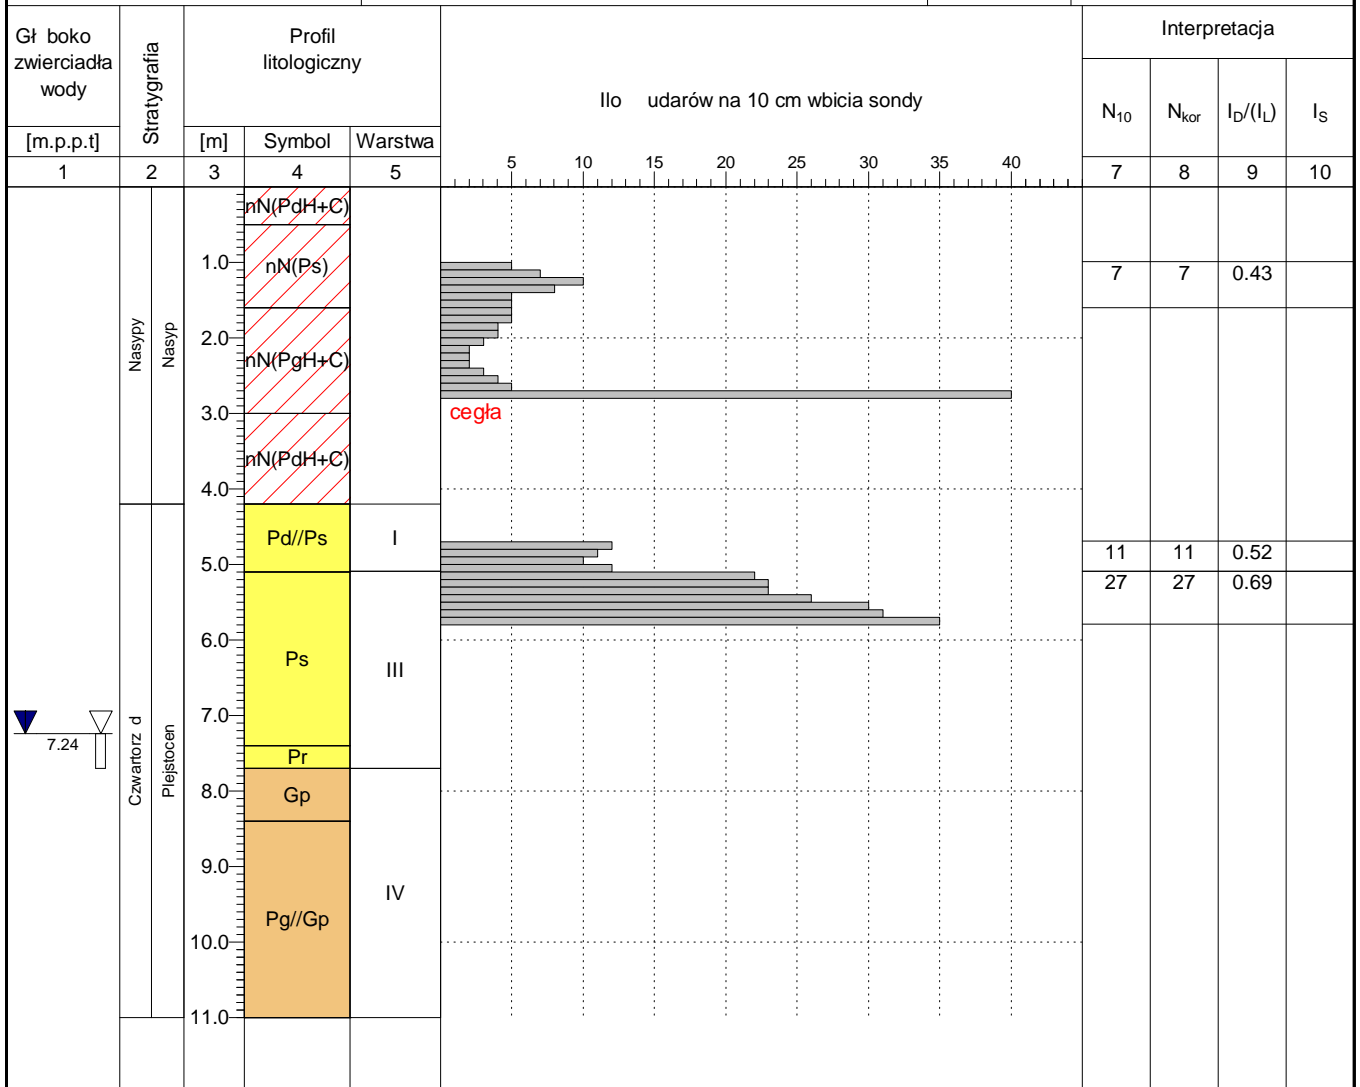 Gł boko
zwierciadła
wody
[m.p.p.t]
1
Stratygrafia
2
Profil
litologiczny
[m]
Symbol
Warstwa
3
4
5
Ilo udarów na 10 cm wbicia sondy
5 10 15 20 25 30 35 40
Interpretacja
N10
Nkor
ID/(IL)
IS
7
8
9
10
nN(PdH+C)
1.0
nN(Ps)
7 7 0.43
2.0
nN(PgH+C)
3.0
cegła
nN(PdH+C)
4.0
Nasypy
Nasyp
Pd//Ps
I
5.0
11 11 0.52
27 27 0.69
6.0
Ps
III
7.0
7.24
Pr
8.0
Gp
Czwartorz d
Plejstocen
9.0
IV
Pg//Gp
10.0
11.0